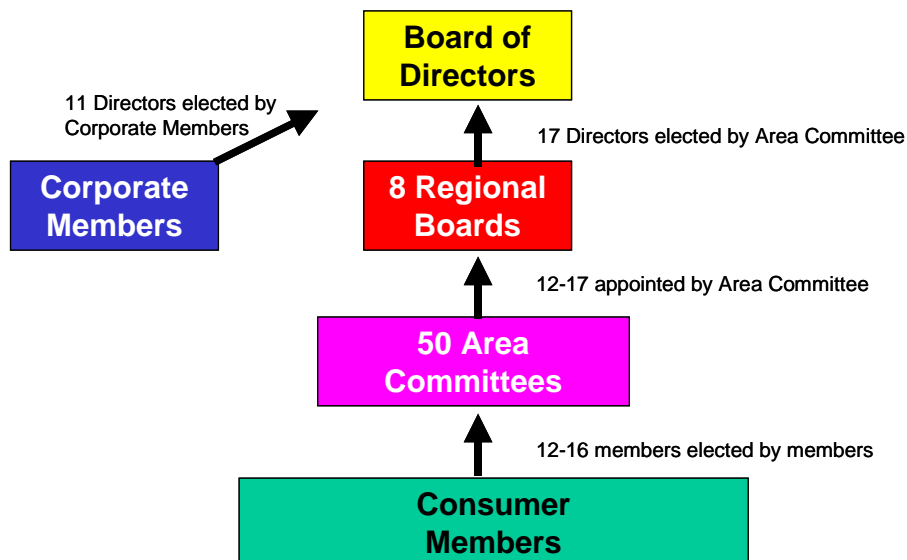 Board of
Directors
11 Directors elected by
Corporate Members
17 Directors elected by Area Committee
Corporate
Members
8 Regional
Boards
12-17 appointed by Area Committee
50 Area
Committees
12-16 members elected by members
Consumer
Members